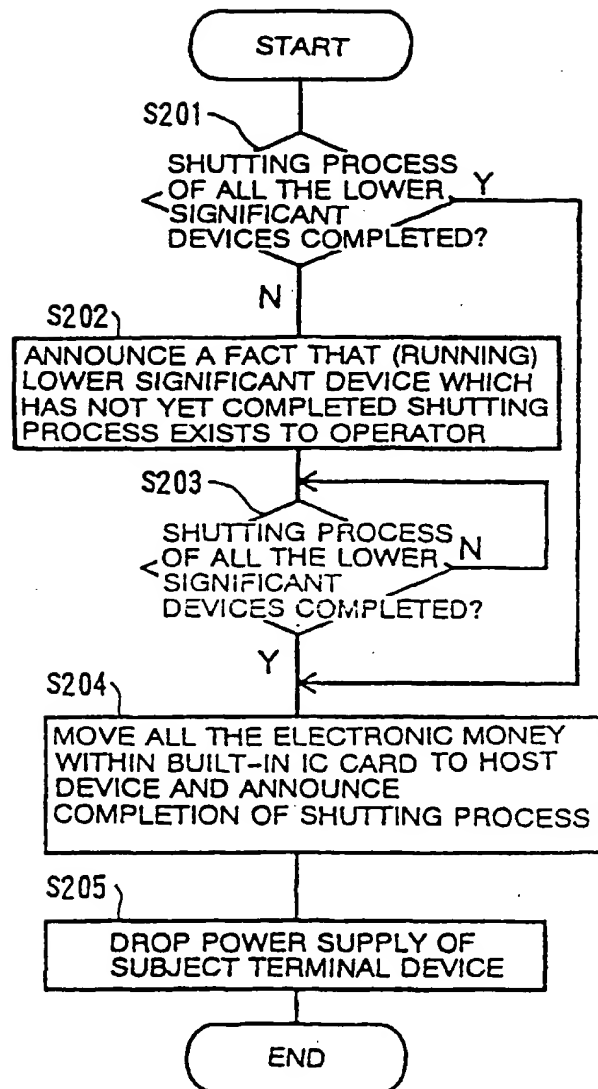 START
S201
SHUTTING PROCESS
OF ALL THE LOWER
SIGNIFICANT
DEVICES COMPLETED?
Y
N
S202
ANNOUNCE A FACT THAT (RUNNING)
LOWER SIGNIFICANT DEVICE WHICH
HAS NOT YET COMPLETED SHUTTING
PROCESS EXISTS TO OPERATOR
S203
SHUTTING PROCESS
OF ALL THE LOWER
SIGNIFICANT
DEVICES COMPLETED?
N
Y
S204
MOVE ALL THE ELECTRONIC MONEY
WITHIN BUILT-IN IC CARD TO HOST
DEVICE AND ANNOUNCE
COMPLETION OF SHUTTING PROCESS
S205
DROP POWER SUPPLY OF
SUBJECT TERMINAL DEVICE
END